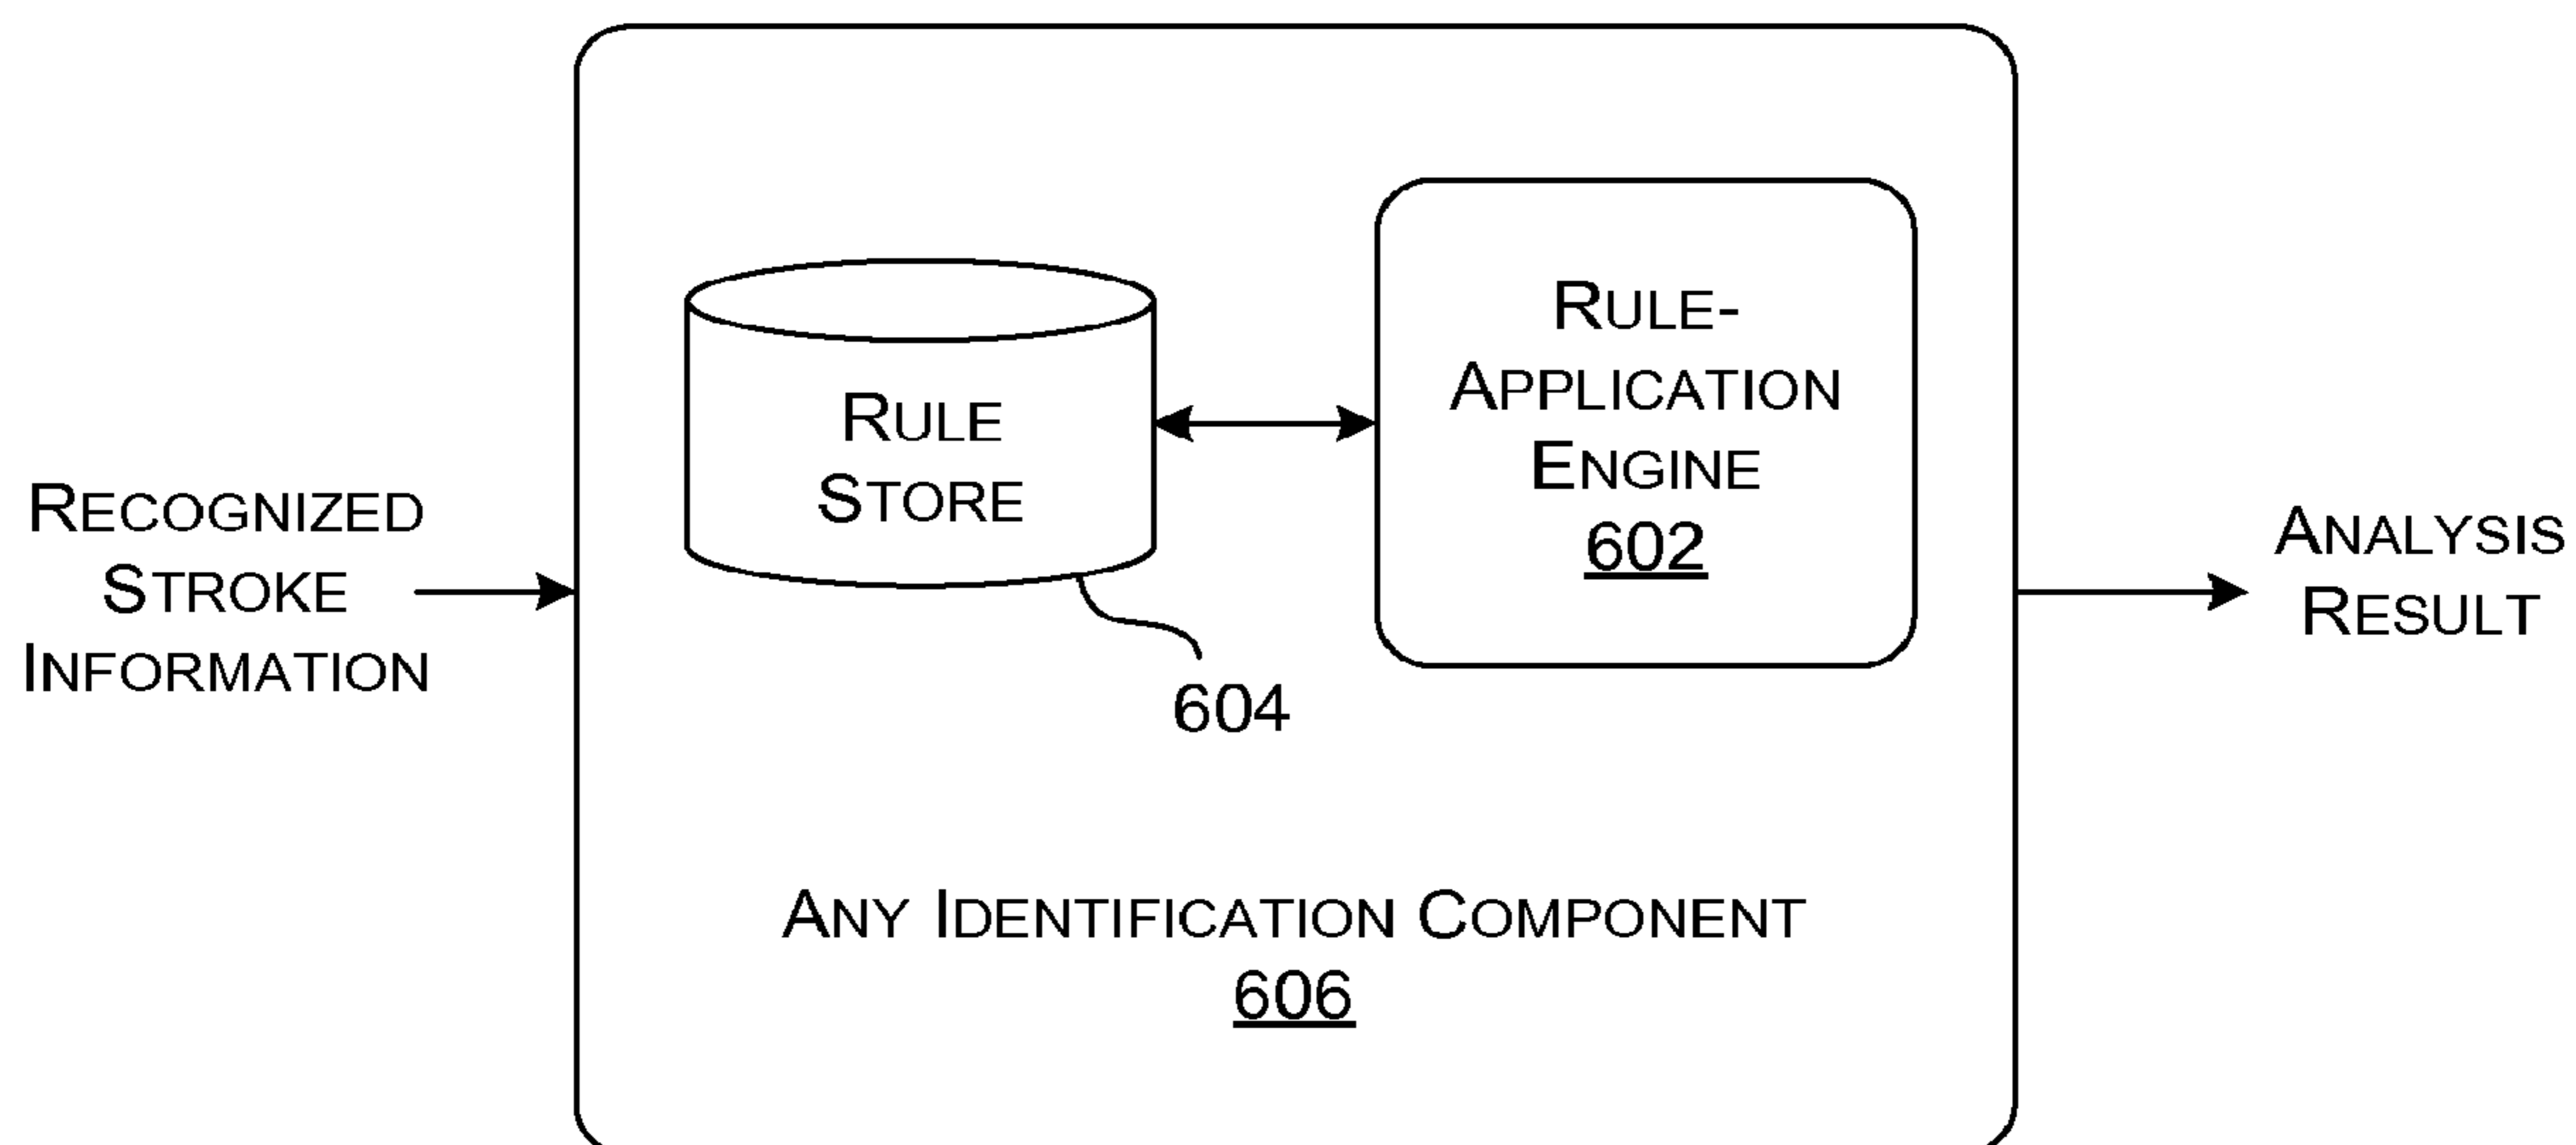 RECOGNIZED
STROKE
INFORMATION
RULE
STORE
604
RULE-
APPLICATION
ENGINE
602
ANY IDENTIFICATION COMPONENT
606
ANALYSIS
RESULT